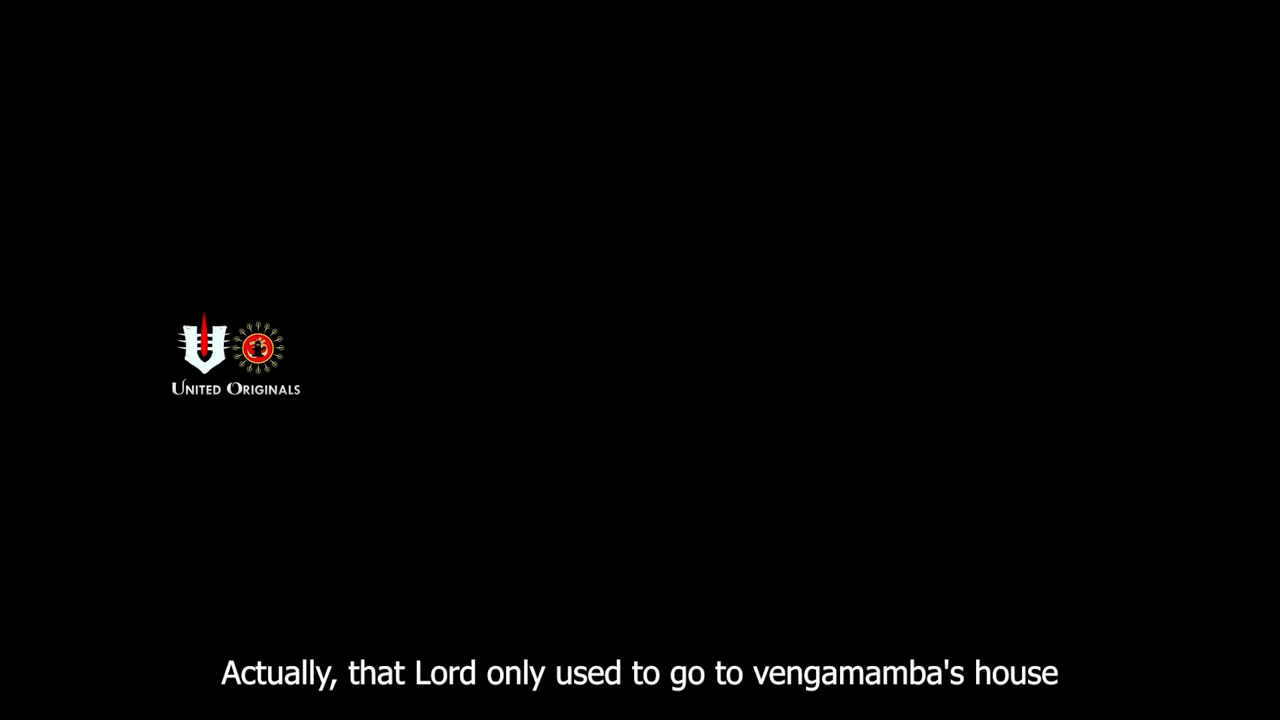 UNITED ORIGINALS
Actually, that Lord only used to go to vengamamba's house